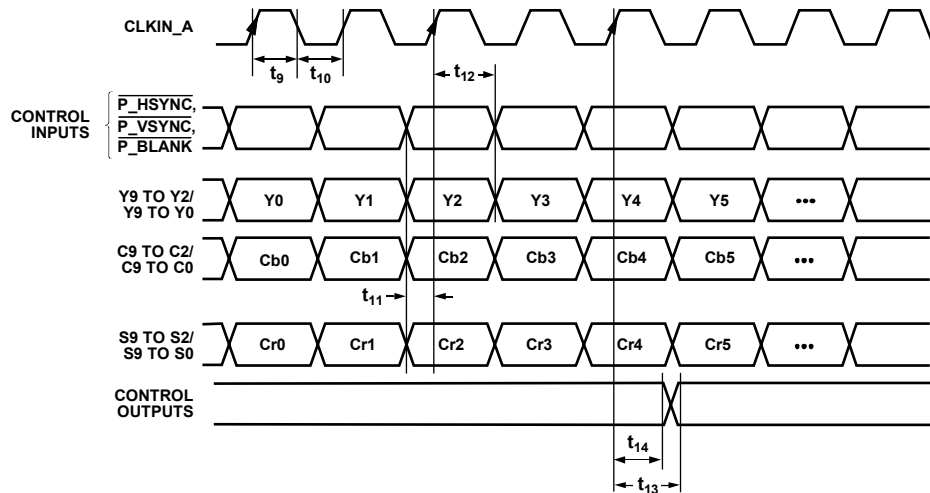 CLKIN_A
t9
t10
t12
CONTROL INPUTS
P_HSYNC,
P_VSYNC,
P_BLANK
Y9 TO Y2/
Y9 TO Y0
Y0 Y1 Y2 Y3 Y4 Y5 •••
C9 TO C2/
C9 TO C0
Cb0 Cb1 Cb2 Cb3 Cb4 Cb5 •••
t11
S9 TO S2/
S9 TO S0
Cr0 Cr1 Cr2 Cr3 Cr4 Cr5 •••
CONTROL
OUTPUTS
t14
t13